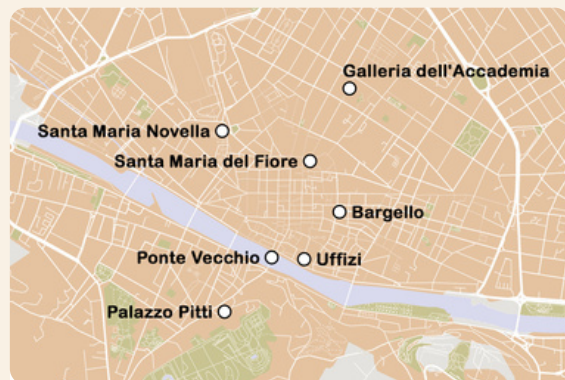 Galleria dell'Accademia
Santa Maria Novella
Santa Maria del Fiore
Bargello
Ponte Vecchio
Uffizi
Palazzo Pitti